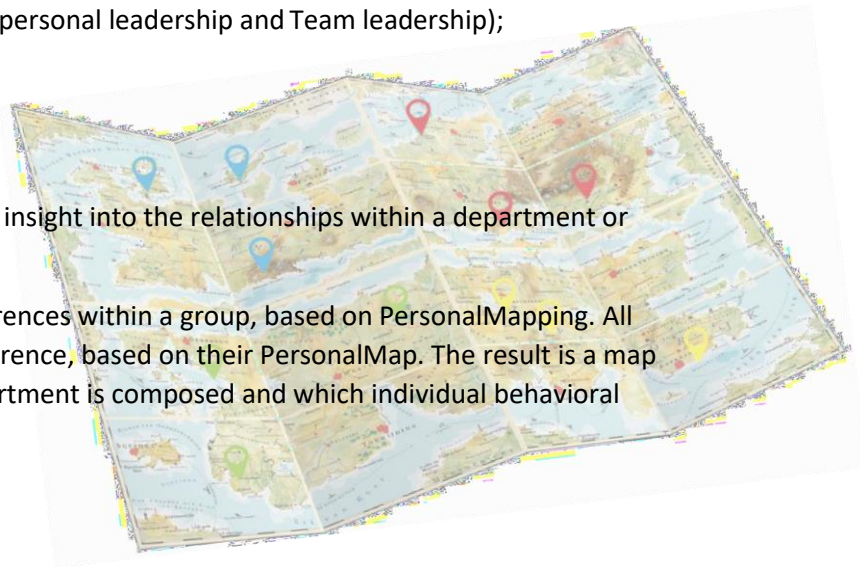 personal leadership and Team leadership);
insight into the relationships within a department or
rences within a group, based on PersonalMapping. All
rence, based on their PersonalMap. The result is a map
artment is composed and which individual behavioral